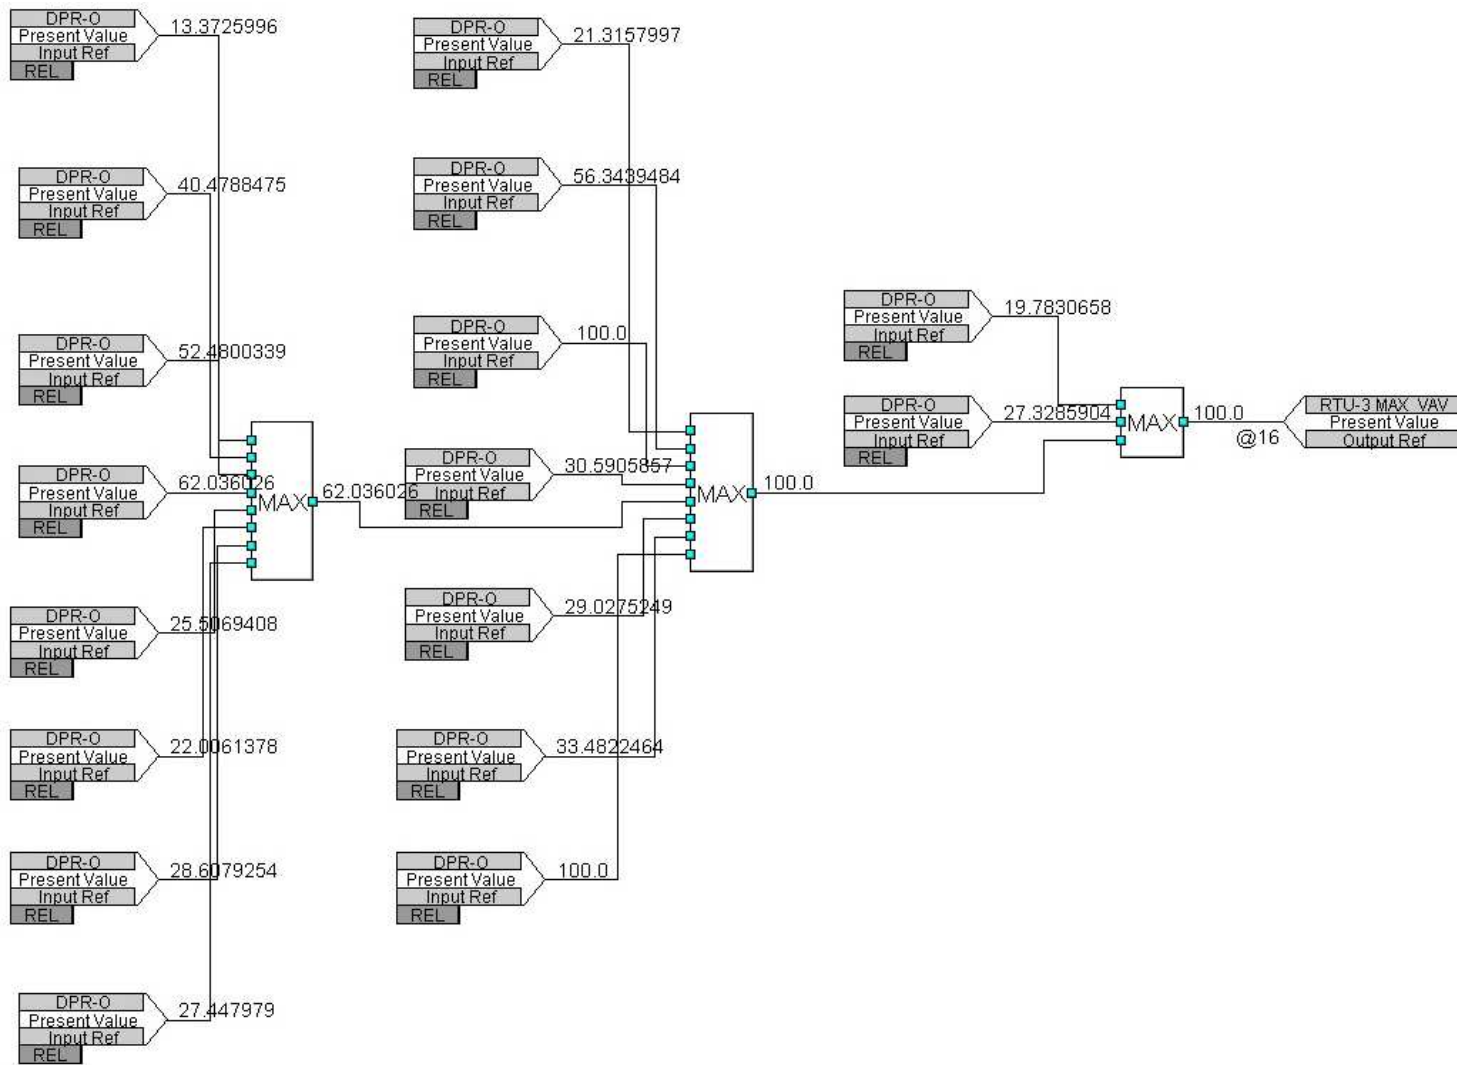 DPR-O
Present Value
Input Ref
REL
13.3725996
DPR-O
Present Value
Input Ref
REL
40.4788475
DPR-O
Present Value
Input Ref
REL
52.4800339
DPR-O
Present Value
Input Ref
REL
62.036026
DPR-O
Present Value
Input Ref
REL
25.5069408
DPR-O
Present Value
Input Ref
REL
22.0061378
DPR-O
Present Value
Input Ref
REL
28.6079254
DPR-O
Present Value
Input Ref
REL
27.447979
MAX
62.036026
DPR-O
Present Value
Input Ref
REL
21.3157997
DPR-O
Present Value
Input Ref
REL
56.3439484
DPR-O
Present Value
Input Ref
REL
100.0
DPR-O
Present Value
Input Ref
REL
30.5905857
DPR-O
Present Value
Input Ref
REL
29.0275249
DPR-O
Present Value
Input Ref
REL
33.4822464
DPR-O
Present Value
Input Ref
REL
100.0
MAX
100.0
DPR-O
Present Value
Input Ref
REL
19.7830658
DPR-O
Present Value
Input Ref
REL
27.3285904
MAX
100.0
@16
RTU-3 MAX VAV
Present Value
Output Ref